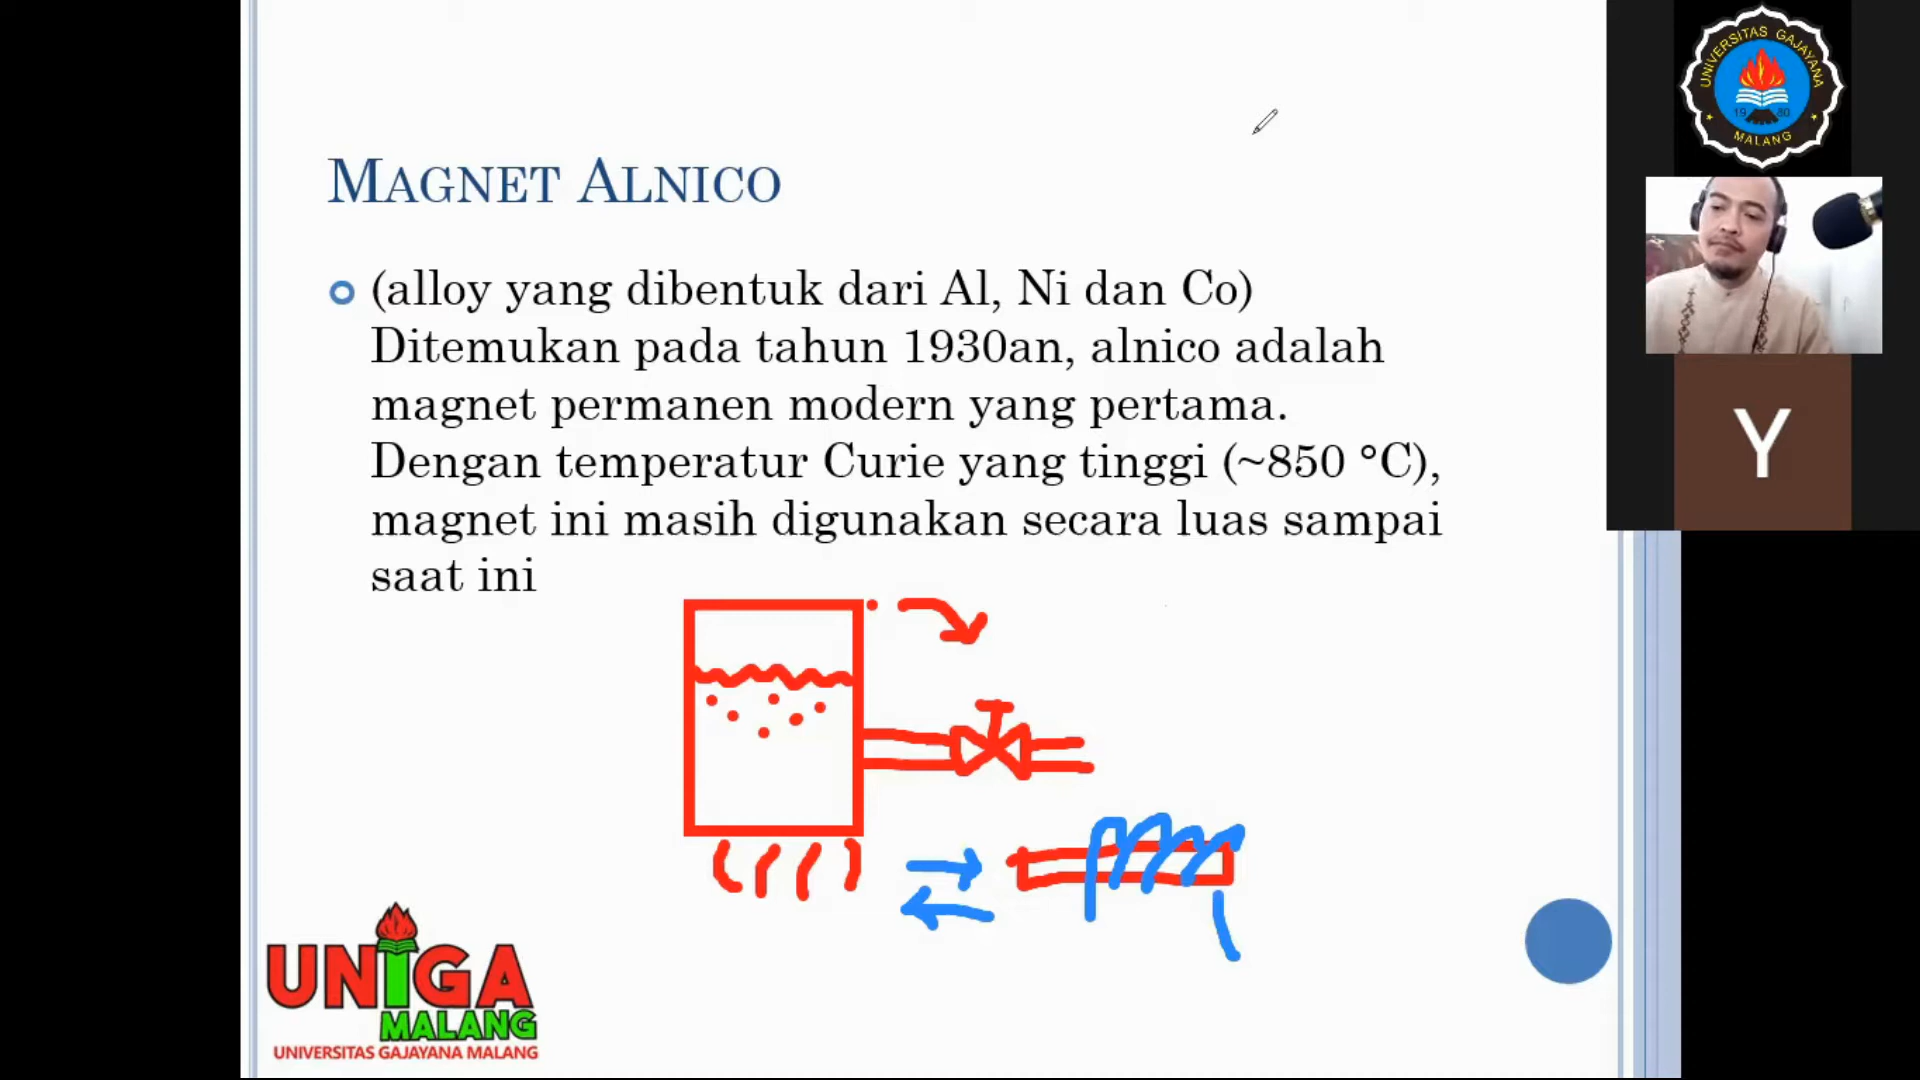 MAGNET ALNICO
(alloy yang dibentuk dari Al, Ni dan Co)
Ditemukan pada tahun 1930an, alnico adalah
magnet permanen modern yang pertama.
Dengan temperatur Curie yang tinggi (~850 °C),
magnet ini masih digunakan secara luas sampai
saat ini
UNIGA
MALANG
UNIVERSITAS GAJAYANA MALANG
UNIVERSITAS GAJAYANA
19 80
MALANG
Y